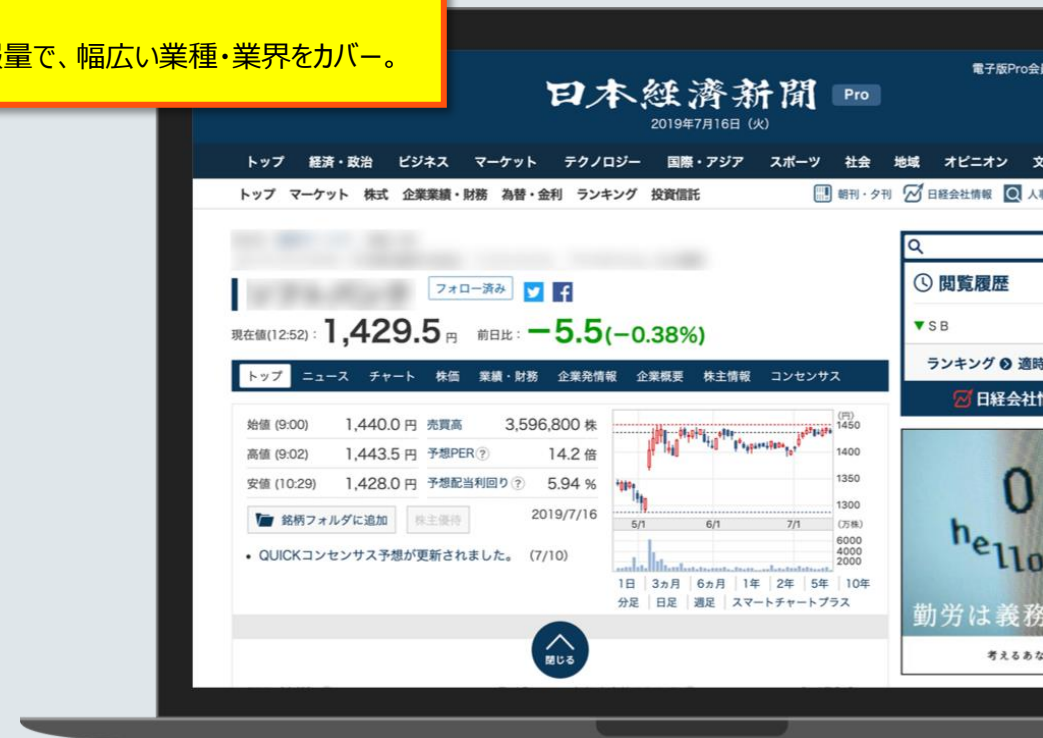 量で、幅広い業種・業界をカバー。
電子版Pro会
日本経済新聞 Pro
2019年7月16日（火）
トップ 経済・政治 ビジネス マーケット テクノロジー 国際・アジア スポーツ 社会 地域 オピニオン 文
トップ マーケット 株式 企業業績・財務 為替・金利 ランキング 投資信託 朝刊・夕刊 日経会社情報 人
フォロー済み
現在値(12:52)： 1,429.5 円 前日比： －5.5(－0.38%)
トップ ニュース チャート 株価 業績・財務 企業発情報 企業概要 株主情報 コンセンサス
始値 (9:00) 1,440.0 円 売買高 3,596,800 株
高値 (9:02) 1,443.5 円 予想PER ? 14.2 倍
安値 (10:29) 1,428.0 円 予想配当利回り ? 5.94 %
銘柄フォルダに追加 株主優待 2019/7/16
• QUICKコンセンサス予想が更新されました。 (7/10)
(円)
1450
1400
1350
1300
5/1 6/1 7/1 (万株)
6000
4000
2000
1日 3ヵ月 6ヵ月 1年 2年 5年 10年
分足 日足 週足 スマートチャートプラス
閉じる
閲覧履歴
▼ＳＢ
ランキング 適時
日経会社情
0
hello
勤労は義務
考えるあな